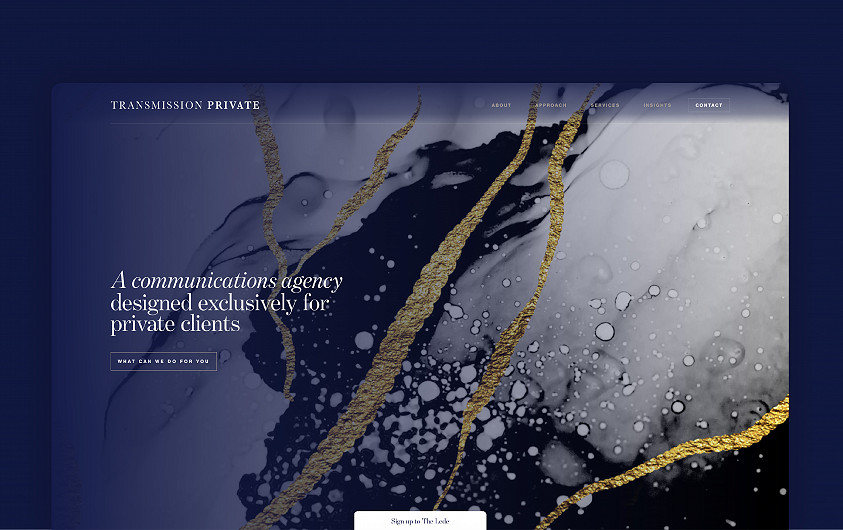 TRANSMISSION PRIVATE
ABOUT APPROACH SERVICES INSIGHTS CONTACT
A communications agency
designed exclusively for
private clients
WHAT CAN WE DO FOR YOU
Sign up to The Lede